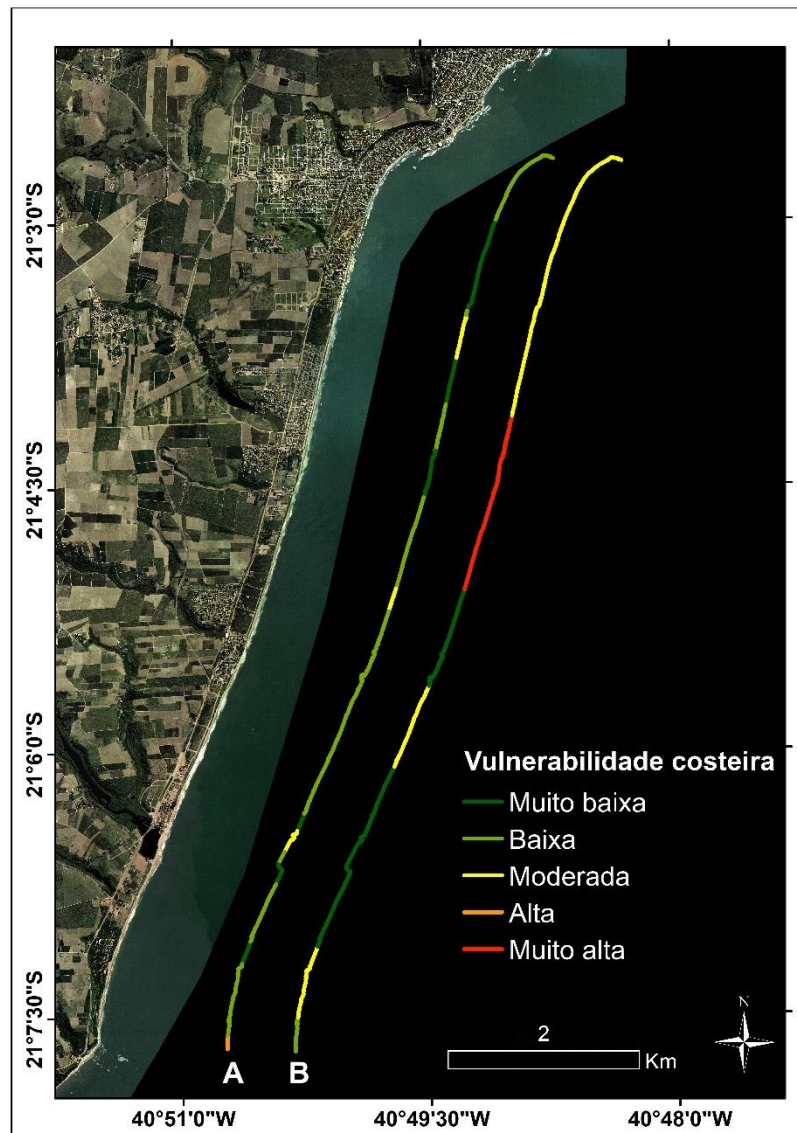 21°3'0"S
21°4'30"S
21°6'0"S
21°7'30"S
Vulnerabilidade costeira
Muito baixa
Baixa
Moderada
Alta
Muito alta
N
2
Km
A B
40°51'0"W 40°49'30"W 40°48'0"W